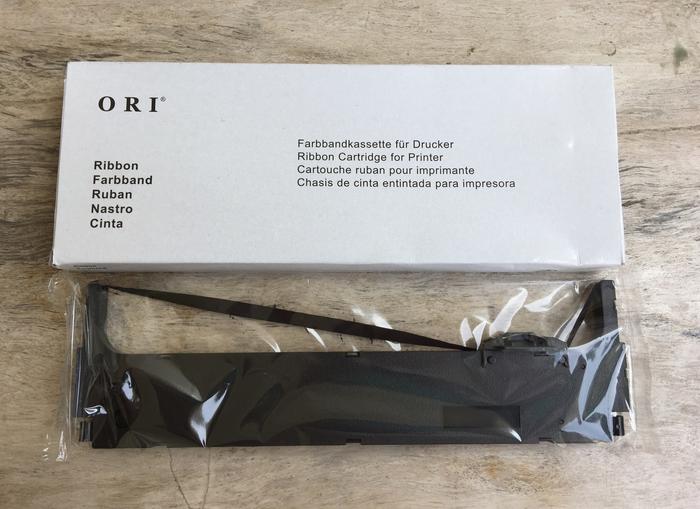 ORI®
Ribbon
Farbband
Ruban
Nastro
Cinta
Farbbandkassette für Drucker
Ribbon Cartridge for Printer
Cartouche ruban pour imprimante
Chasis de cinta entintada para impresora